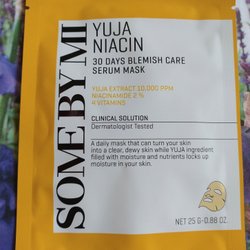 SOME BY MI
YUJA
NIACIN
30 DAYS BLEMISH CARE
SERUM MASK
YUJA EXTRACT 10,000 PPM
NIACINAMIDE 2 %
4 VITAMINS
CLINICAL SOLUTION
Dermatologist Tested
A daily mask that can turn your skin
into a clear, dewy skin while YUJA ingredient
filled with moisture and nutrients locks up
moisture in your skin.
NET 25 G-0.88 OZ.